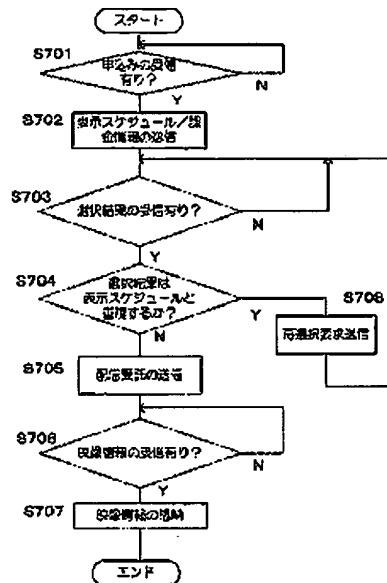 スタート
S701
申込みの受信
有り?
N
Y
S702
表示スケジュール/課
金情報の送信
S703
選択結果の受信有り?
N
Y
S704
選択結果は
表示スケジュールと
重複するか?
Y
N
S708
再選択要求送信
S705
配信受託の送信
S706
映像情報の受信有り?
N
Y
S707
映像情報の格納
エンド